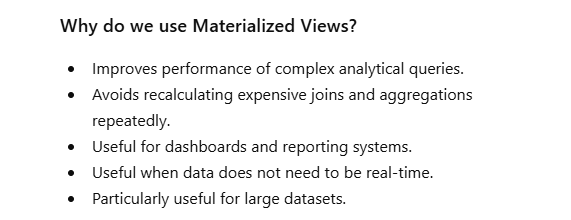 Why do we use Materialized Views?
• Improves performance of complex analytical queries.
• Avoids recalculating expensive joins and aggregations
repeatedly.
• Useful for dashboards and reporting systems.
• Useful when data does not need to be real-time.
• Particularly useful for large datasets.